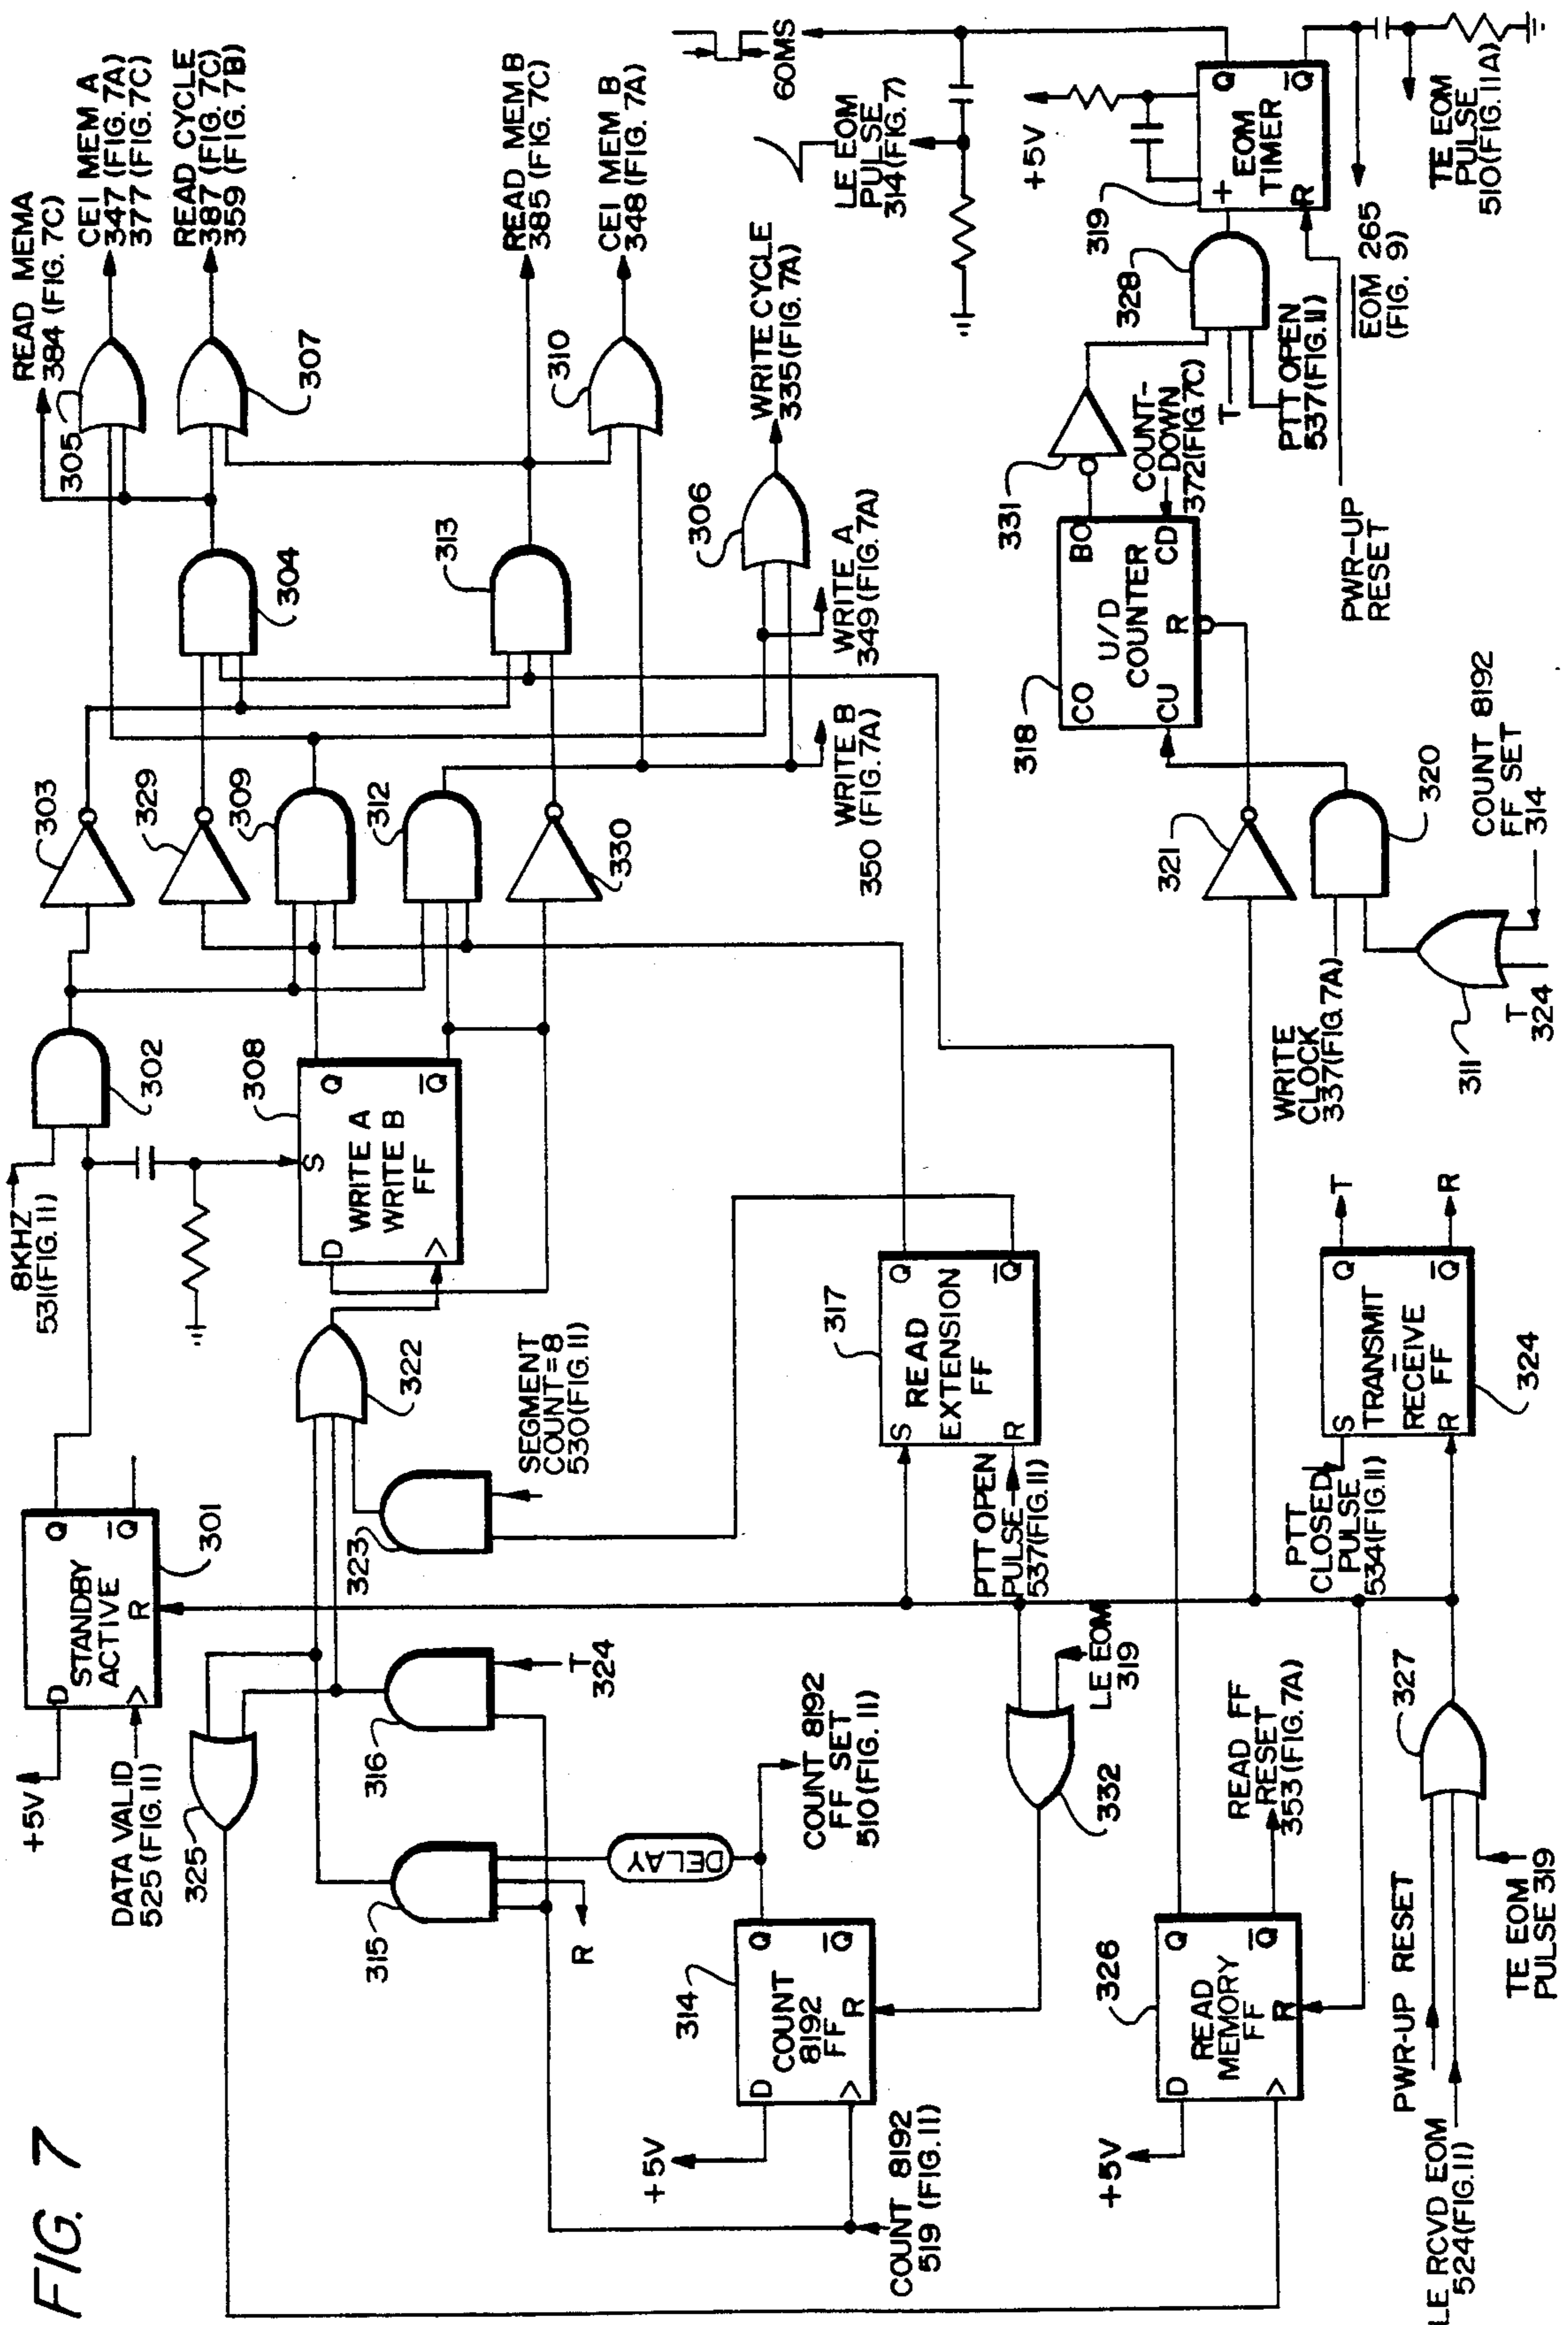 FIG. 7
+5V
DATA VALID
525 (FIG. 11)
D
Q
STANDBY
ACTIVE
R
Q
301
8KHZ
531 (FIG. 11)
302
303
329
309
312
330
308
S
D
Q
WRITE A
WRITE B
FF
Q
READ MEMA
384 (FIG. 7C)
305
CEI MEM A
347 (FIG. 7A)
377 (FIG. 7C)
READ CYCLE
387 (FIG. 7C)
359 (FIG. 7B)
307
304
313
READ MEM B
385 (FIG. 7C)
310
CEI MEM B
348 (FIG. 7A)
WRITE CYCLE
335 (FIG. 7A)
306
WRITE A
349 (FIG. 7A)
WRITE B
350 (FIG. 7A)
325
316
T
324
315
R
DELAY
COUNT 8192
FF SET
510 (FIG. 11)
322
323
SEGMENT
COUNT=8
530 (FIG. 11)
314
D
Q
COUNT
8192
FF
R
Q
+5V
COUNT 8192
519 (FIG. 11)
332
LE EOM
319
317
S
Q
READ
EXTENSION
FF
R
Q
PTT OPEN
PULSE
537 (FIG. 11)
326
D
Q
READ
MEMORY
FF
R
Q
+5V
READ FF
RESET
353 (FIG. 7A)
PTT
CLOSED
PULSE
534 (FIG. 11)
S
Q
T
TRANSMIT
RECEIVE
FF
R
Q
R
324
327
PWR-UP RESET
LE RCVD EOM
524 (FIG. 11)
TE EOM
PULSE 319
321
320
WRITE
CLOCK
337 (FIG. 7A)
311
T
324
COUNT 8192
FF SET
314
318
CO
BO
U/D
COUNTER
CU
R
CD
331
COUNT-
DOWN
372 (FIG. 7C)
328
T
PTT OPEN
537 (FIG. 11)
PWR-UP
RESET
319
+
Q
EOM
TIMER
R
Q
+5V
LE EOM
PULSE
314 (FIG. 7)
60MS
EOM 265
(FIG. 9)
TE EOM
PULSE
510 (FIG. 11A)